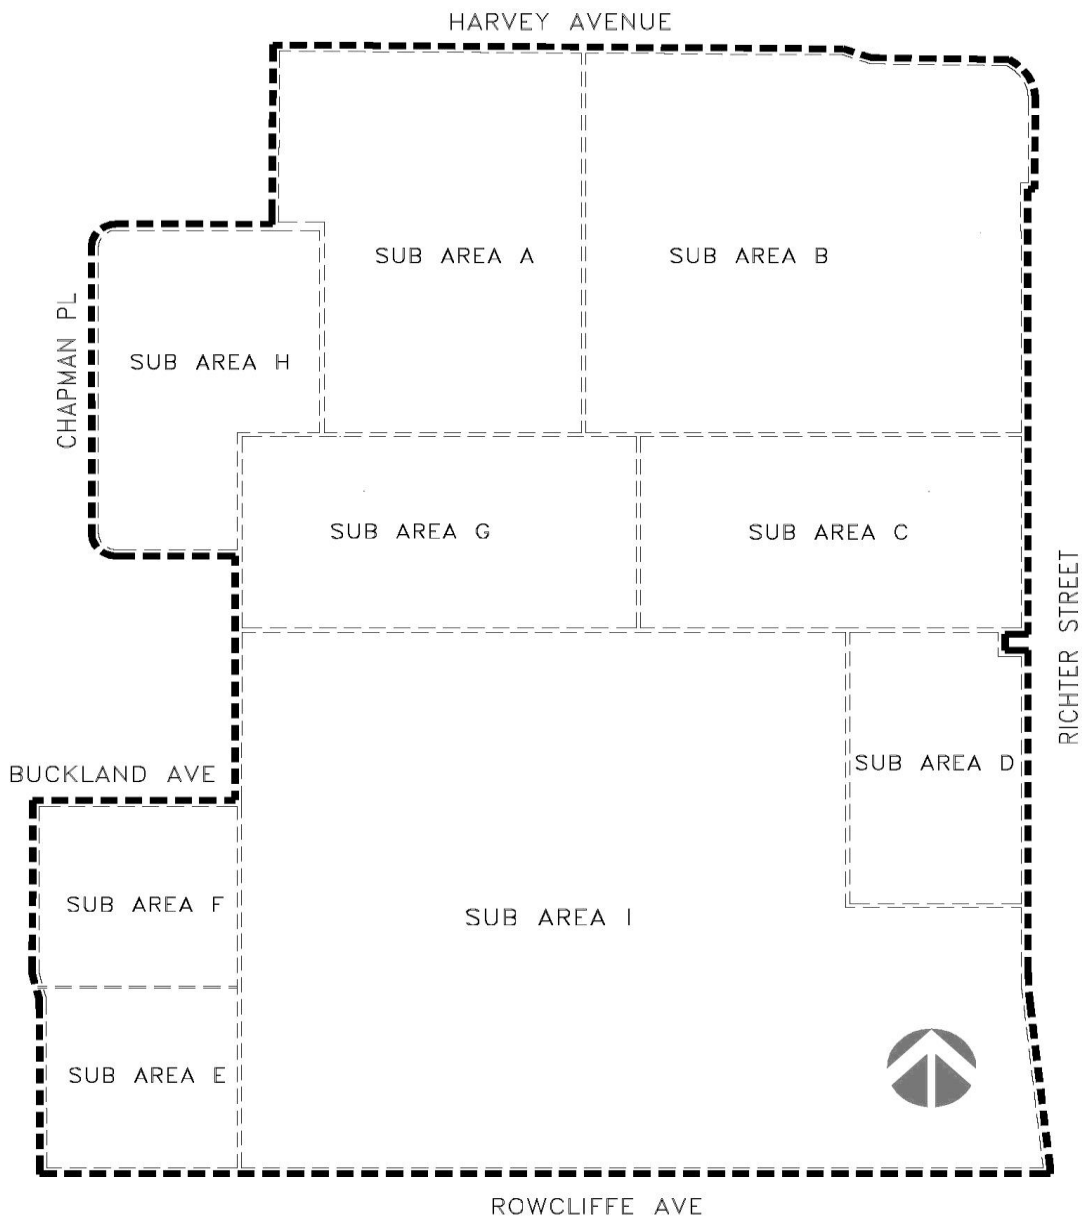 HARVEY AVENUE
SUB AREA A
SUB AREA B
CHAPMAN PL
SUB AREA H
SUB AREA G
SUB AREA C
RICHTER STREET
BUCKLAND AVE
SUB AREA D
SUB AREA F
SUB AREA I
SUB AREA E
ROWCLIFFE AVE